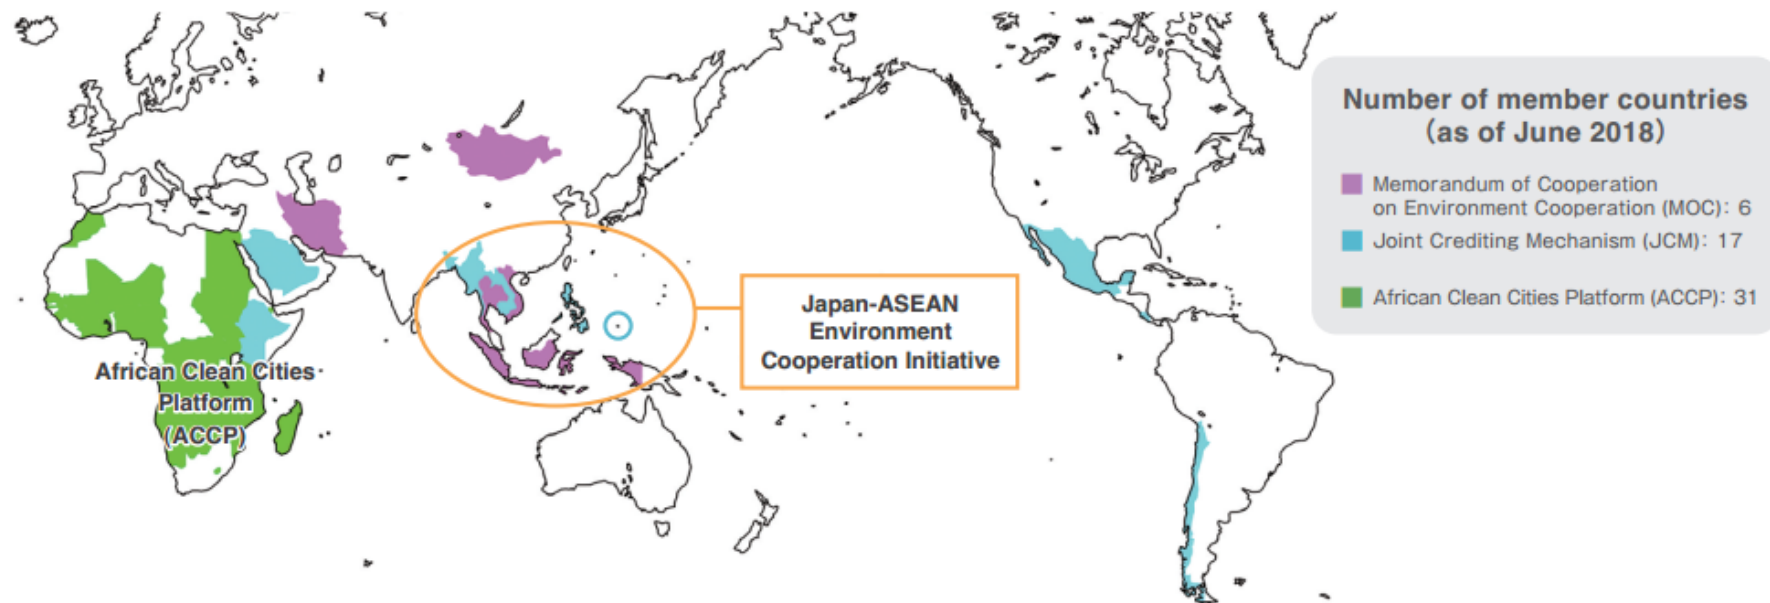 African Clean Cities
Platform
(ACCP)
Japan-ASEAN
Environment
Cooperation Initiative
Number of member countries
(as of June 2018)
Memorandum of Cooperation
on Environment Cooperation (MOC): 6
Joint Crediting Mechanism (JCM): 17
African Clean Cities Platform (ACCP): 31